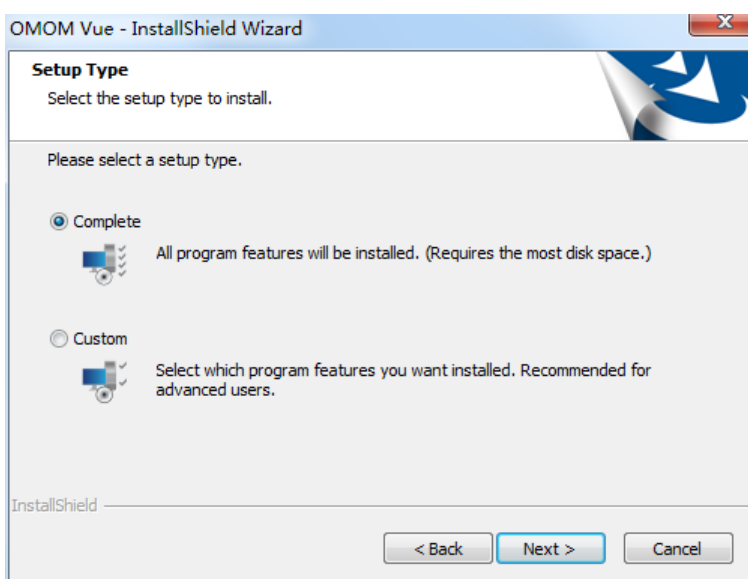 OMOM Vue - InstallShield Wizard
Setup Type
Select the setup type to install.
Please select a setup type.
Complete
All program features will be installed. (Requires the most disk space.)
Custom
Select which program features you want installed. Recommended for
advanced users.
InstallShield
< Back
Next >
Cancel